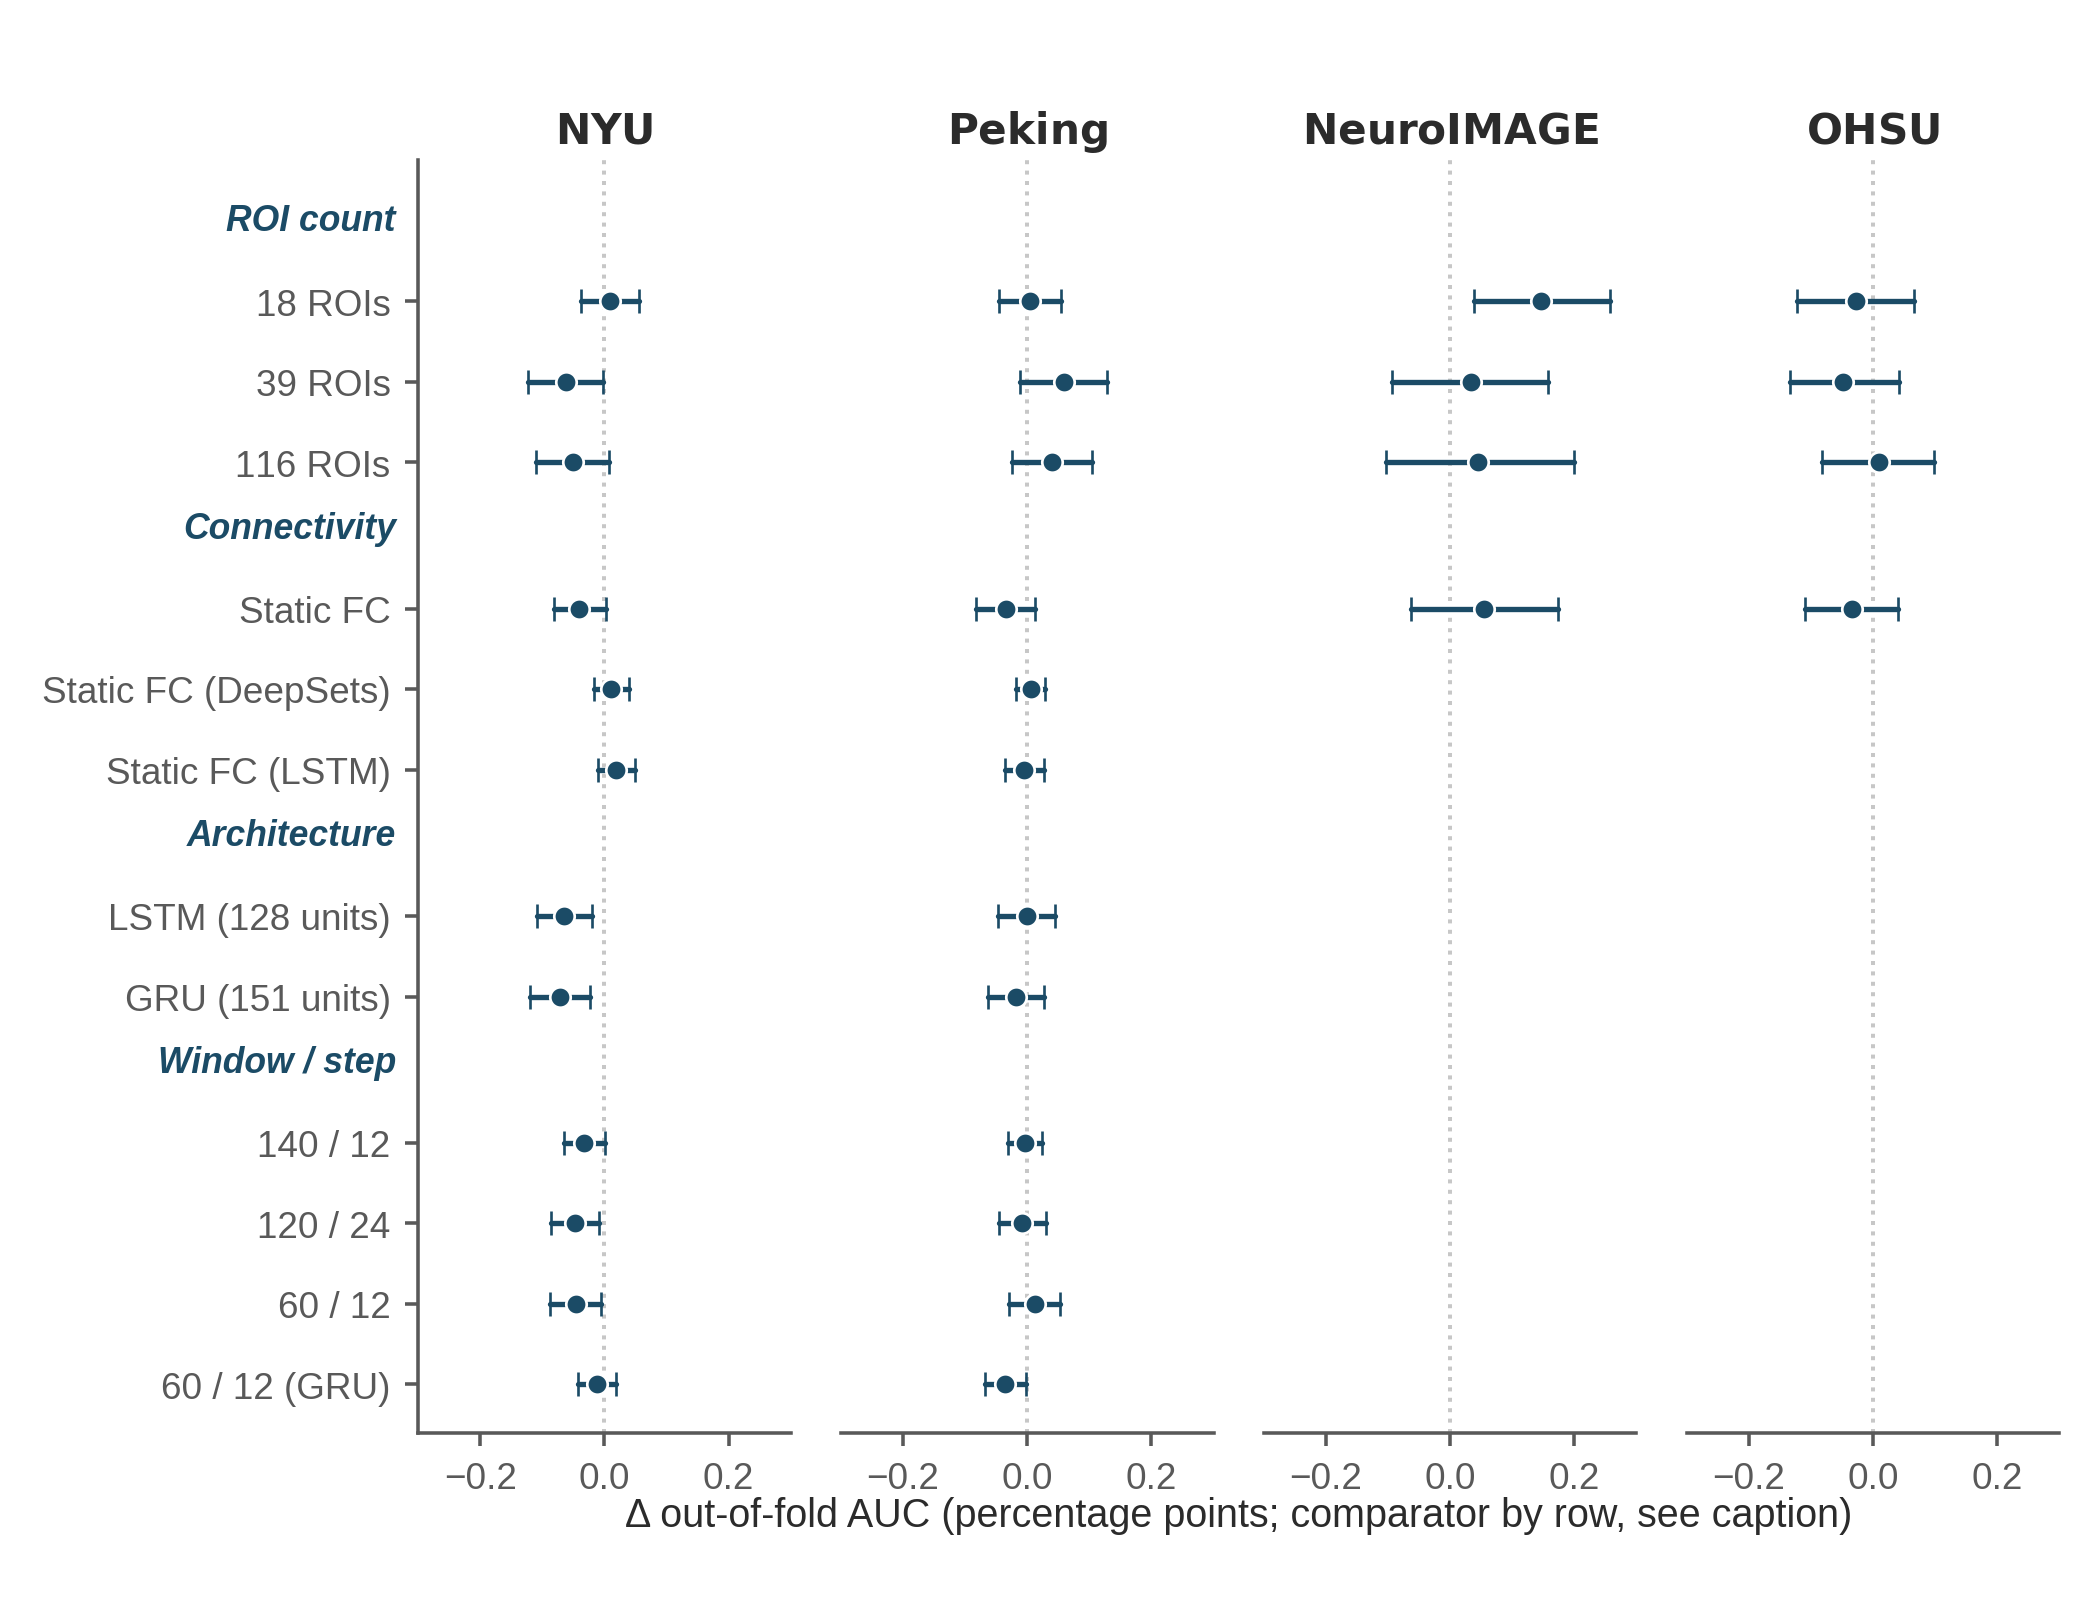 NYU Peking NeuroIMAGE OHSU
ROI count
18 ROIs
39 ROIs
116 ROIs
Connectivity
Static FC
Static FC (DeepSets)
Static FC (LSTM)
Architecture
LSTM (128 units)
GRU (151 units)
Window / step
140 / 12
120 / 24
60 / 12
60 / 12 (GRU)
−0.2 0.0 0.2 −0.2 0.0 0.2 −0.2 0.0 0.2 −0.2 0.0 0.2
Δ out-of-fold AUC (percentage points; comparator by row, see caption)